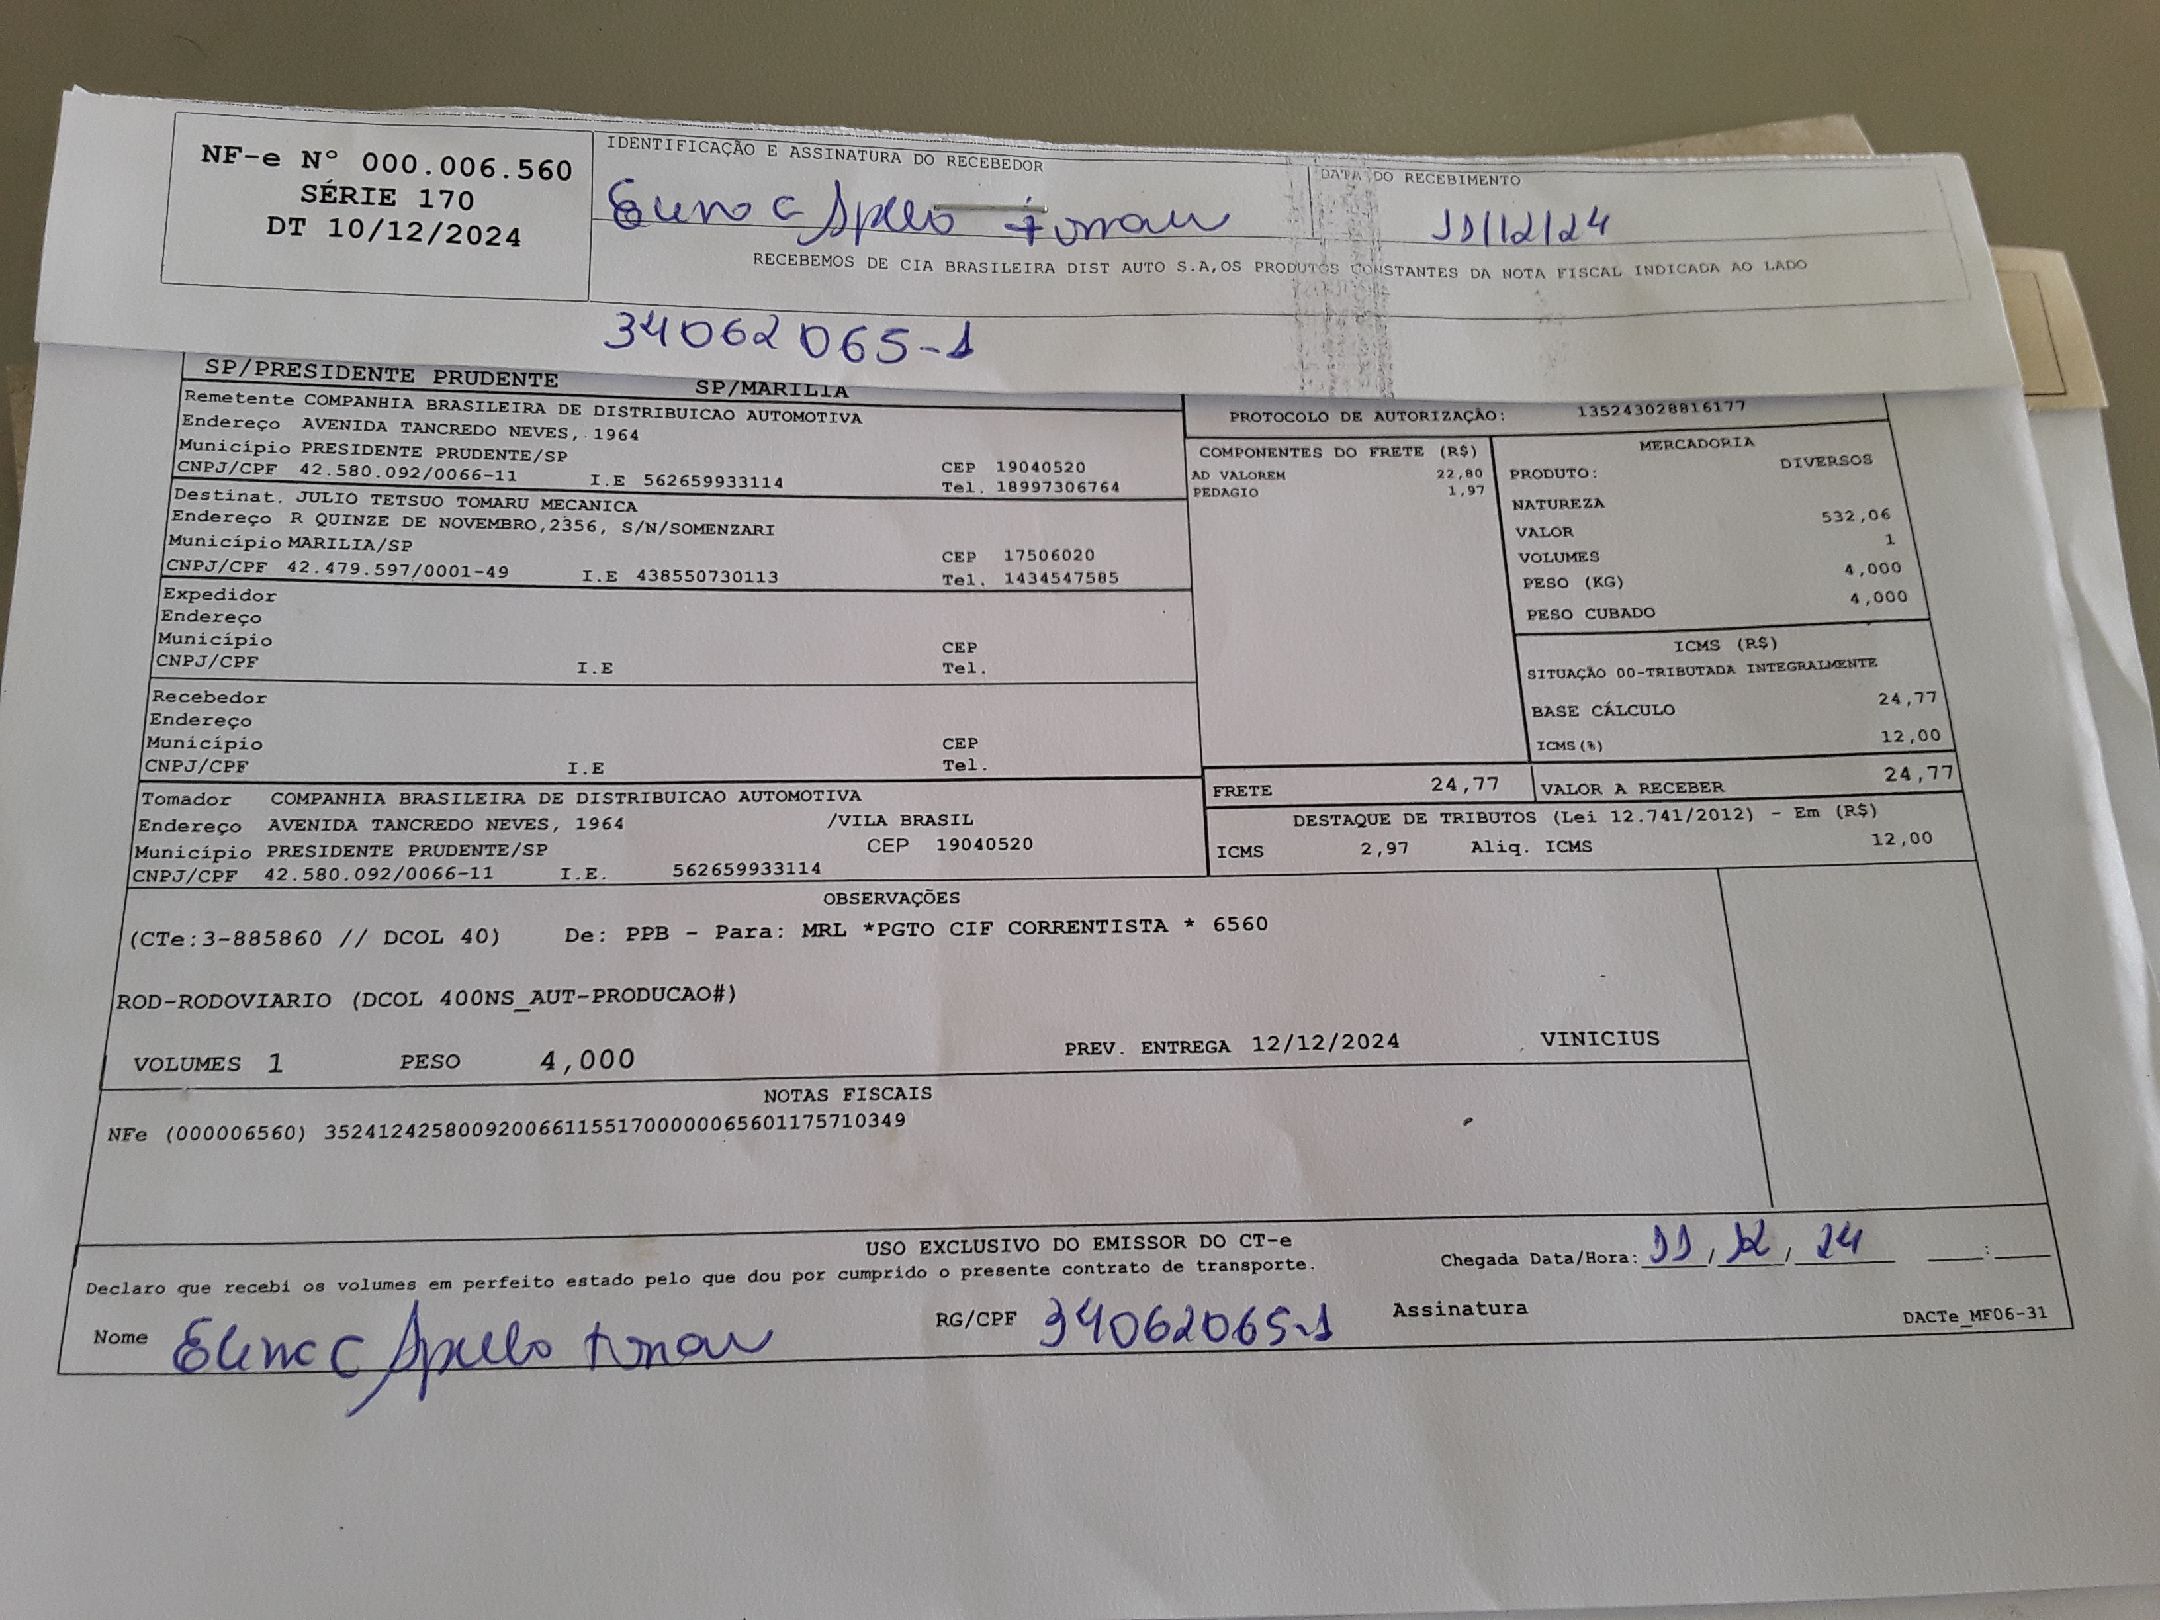 NF-e Nº 000.006.560
SÉRIE 170
DT 10/12/2024
IDENTIFICAÇÃO E ASSINATURA DO RECEBEDOR
DATA DO RECEBIMENTO
11/12/24
RECEBEMOS DE CIA BRASILEIRA DIST AUTO S.A,OS PRODUTOS CONSTANTES DA NOTA FISCAL INDICADA AO LADO
34062065-1
SP/PRESIDENTE PRUDENTE SP/MARILIA
Remetente COMPANHIA BRASILEIRA DE DISTRIBUICAO AUTOMOTIVA
Endereço AVENIDA TANCREDO NEVES, 1964
Município PRESIDENTE PRUDENTE/SP CEP 19040520
CNPJ/CPF 42.580.092/0066-11 I.E 562659933114 Tel. 18997306764
Destinat. JULIO TETSUO TOMARU MECANICA
Endereço R QUINZE DE NOVEMBRO,2356, S/N/SOMENZARI
Município MARILIA/SP CEP 17506020
CNPJ/CPF 42.479.597/0001-49 I.E 438550730113 Tel. 1434547585
Expedidor
Endereço
Município CEP
CNPJ/CPF I.E Tel.
Recebedor
Endereço
Município CEP
CNPJ/CPF I.E Tel.
Tomador COMPANHIA BRASILEIRA DE DISTRIBUICAO AUTOMOTIVA
Endereço AVENIDA TANCREDO NEVES, 1964 /VILA BRASIL
Município PRESIDENTE PRUDENTE/SP CEP 19040520
CNPJ/CPF 42.580.092/0066-11 I.E. 562659933114
PROTOCOLO DE AUTORIZAÇÃO: 135243028816177
COMPONENTES DO FRETE (R$)
AD VALOREM 22,80
PEDAGIO 1,97
MERCADORIA
PRODUTO: DIVERSOS
NATUREZA
VALOR 532,06
VOLUMES 1
PESO (KG) 4,000
PESO CUBADO 4,000
ICMS (R$)
SITUAÇÃO 00-TRIBUTADA INTEGRALMENTE
BASE CÁLCULO 24,77
ICMS(%) 12,00
FRETE 24,77 VALOR A RECEBER 24,77
DESTAQUE DE TRIBUTOS (Lei 12.741/2012) - Em (R$)
ICMS 2,97 Aliq. ICMS 12,00
OBSERVAÇÕES
(CTe:3-885860 // DCOL 40) De: PPB - Para: MRL *PGTO CIF CORRENTISTA * 6560
ROD-RODOVIARIO (DCOL 400NS_AUT-PRODUCAO#)
VOLUMES 1 PESO 4,000 PREV. ENTREGA 12/12/2024 VINICIUS
NOTAS FISCAIS
NFe (000006560) 35241242580092006611551700000065601175710349
USO EXCLUSIVO DO EMISSOR DO CT-e
Declaro que recebi os volumes em perfeito estado pelo que dou por cumprido o presente contrato de transporte.
Chegada Data/Hora: 11, 12, 24 :
Nome RG/CPF 34062065-1 Assinatura
DACTe_MF06-31